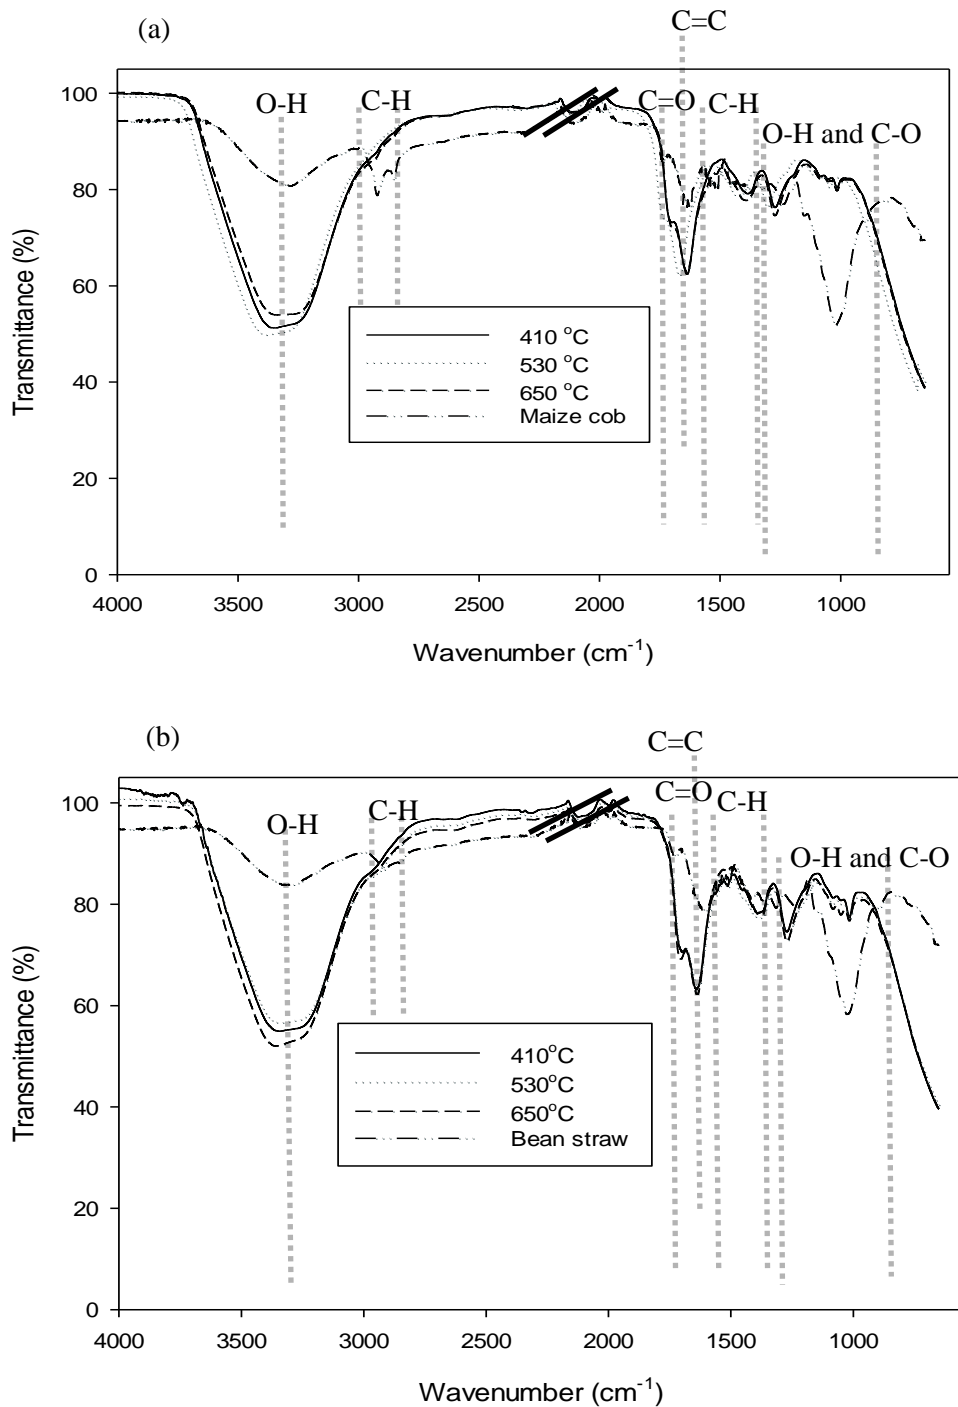 (a)
C=C
O-H
C-H
C=O
C-H
O-H and C-O
100
80
60
40
20
0
Transmittance (%)
410 °C
530 °C
650 °C
Maize cob
4000 3500 3000 2500 2000 1500 1000
Wavenumber (cm⁻¹)
(b)
C=C
O-H
C-H
C=O
C-H
O-H and C-O
100
80
60
40
20
0
Transmittance (%)
410°C
530°C
650°C
Bean straw
4000 3500 3000 2500 2000 1500 1000
Wavenumber (cm⁻¹)